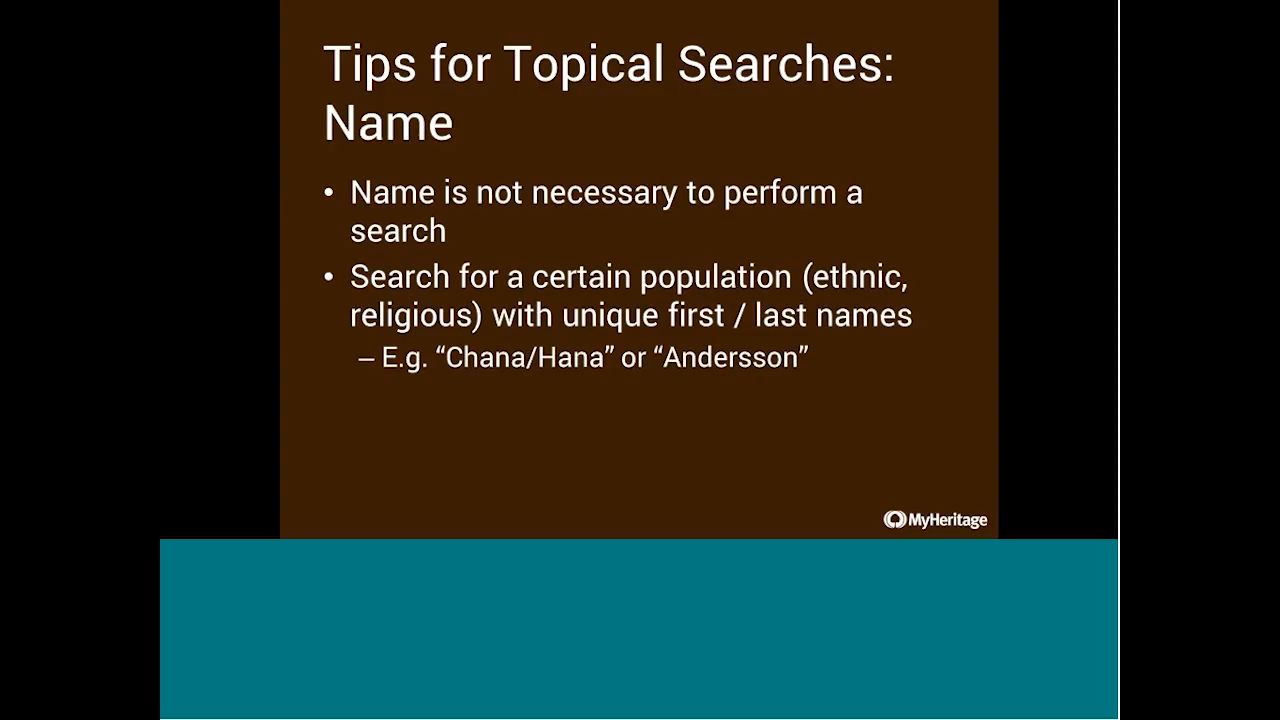 Tips for Topical Searches:
Name
• Name is not necessary to perform a
search
• Search for a certain population (ethnic,
religious) with unique first / last names
– E.g. “Chana/Hana” or “Andersson”
MyHeritage